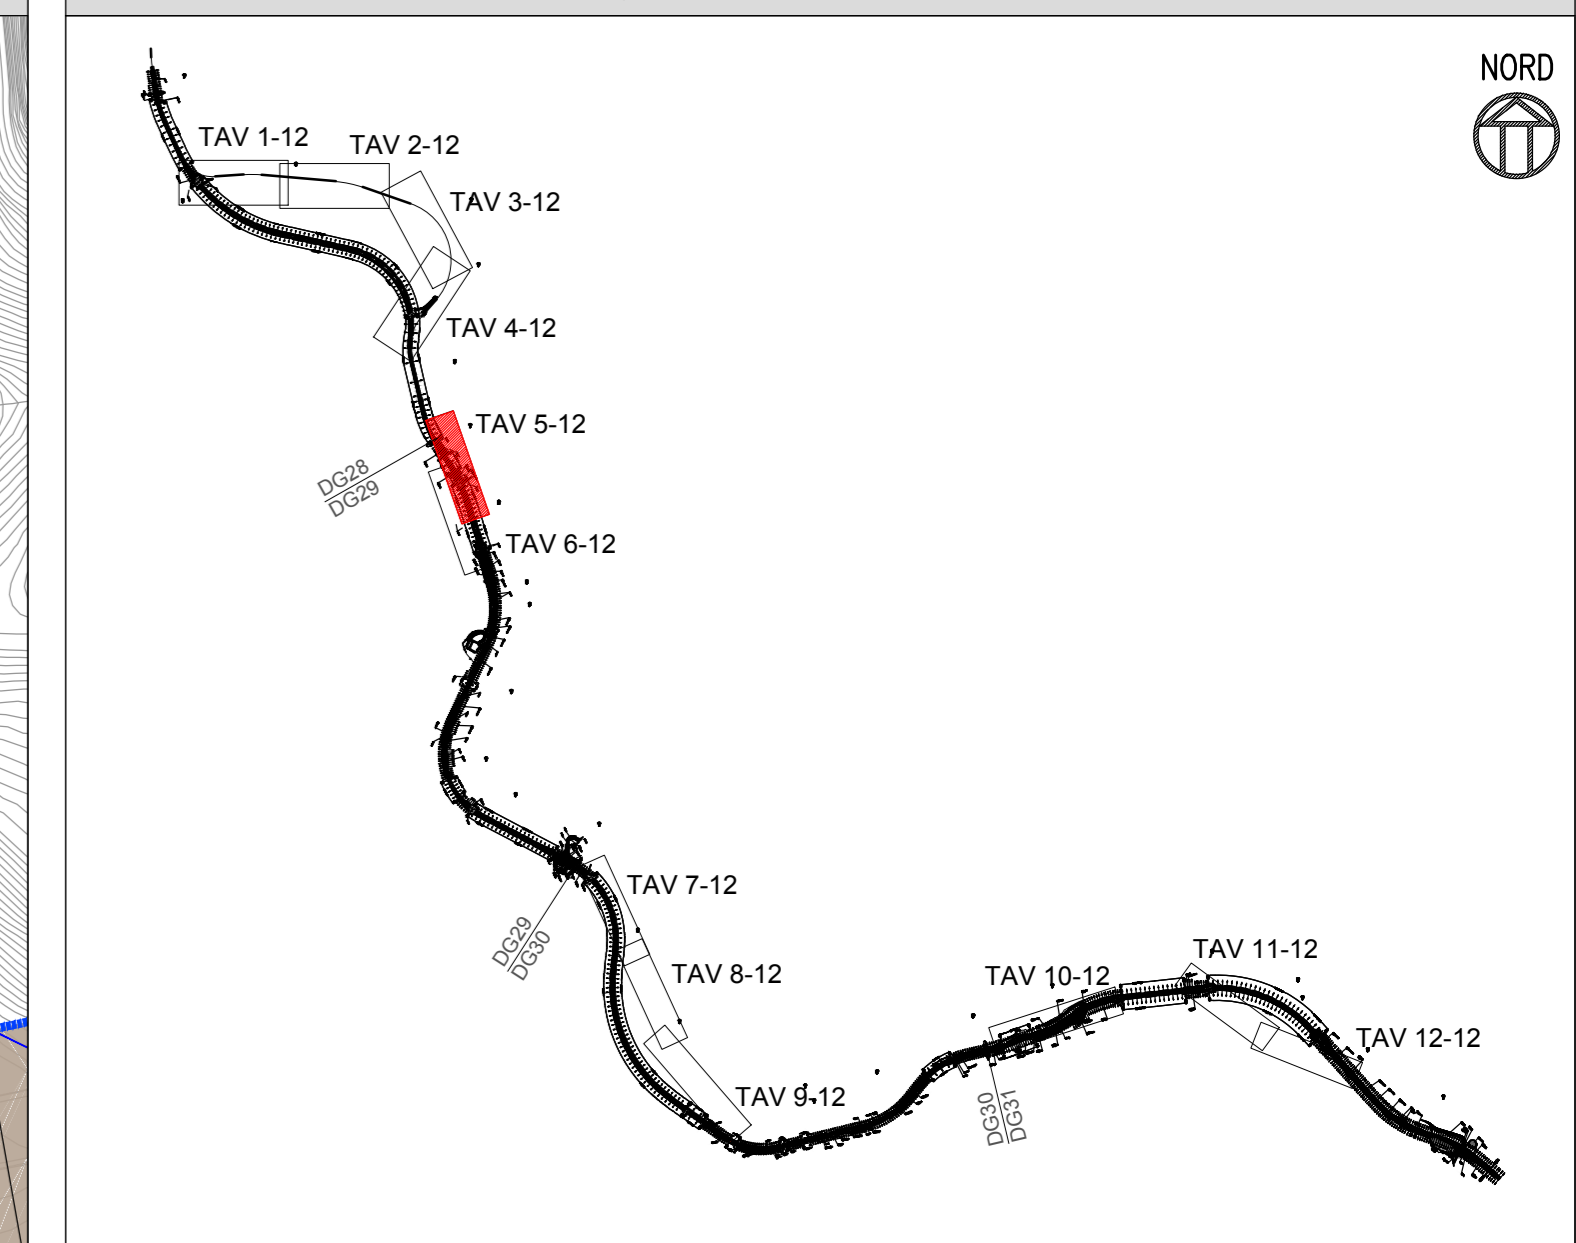 NORD
TAV 1-12
TAV 2-12
TAV 3-12
TAV 4-12
TAV 5-12
DG28
DG29
TAV 6-12
TAV 7-12
DG29
DG30
TAV 8-12
TAV 11-12
TAV 10-12
TAV 12-12
TAV 9-12
DG30
DG31